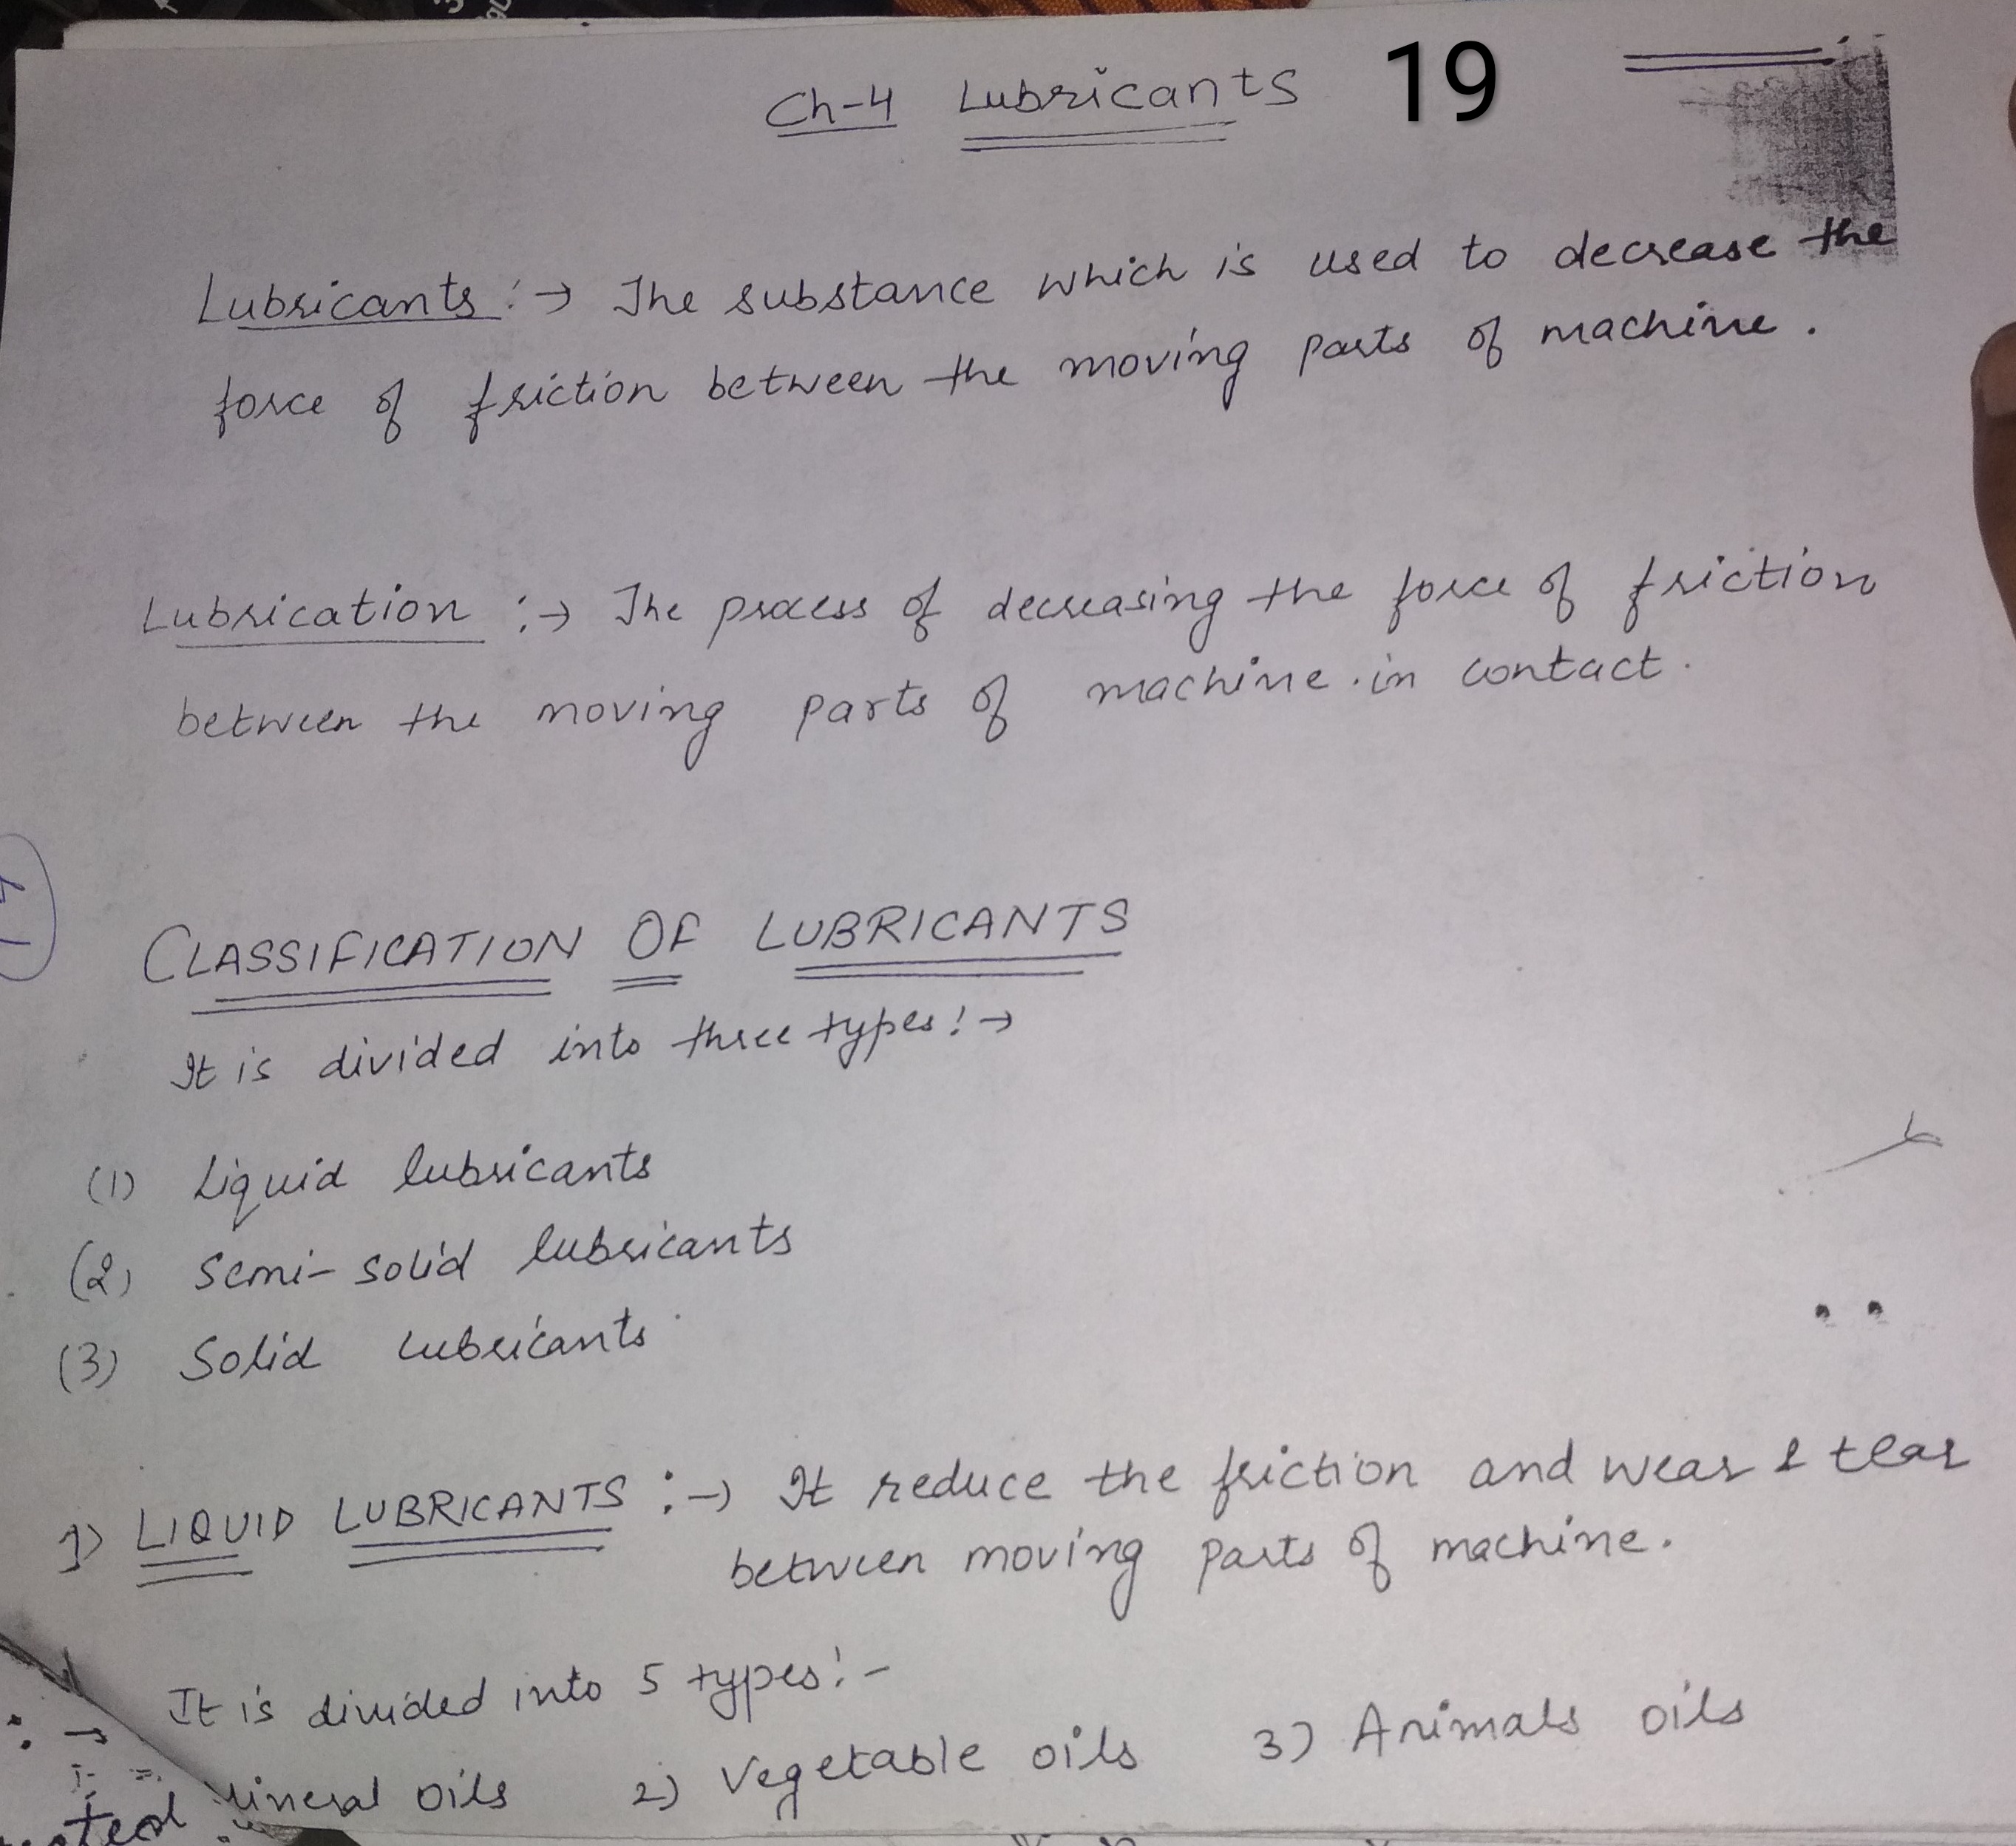 Ch-4 Lubricants 19
Lubricants :→ The substance which is used to decrease the
force of friction between the moving parts of machine.
Lubrication :→ The process of decreasing the force of friction
between the moving parts of machine in contact.
CLASSIFICATION OF LUBRICANTS
It is divided into three types :→
(1) Liquid lubricants
(2) Semi-solid lubricants
(3) Solid lubricants
1) LIQUID LUBRICANTS :→ It reduce the friction and wear & tear
between moving parts of machine.
It is divided into 5 types :-
Mineral oils 2) Vegetable oils 3) Animals oils